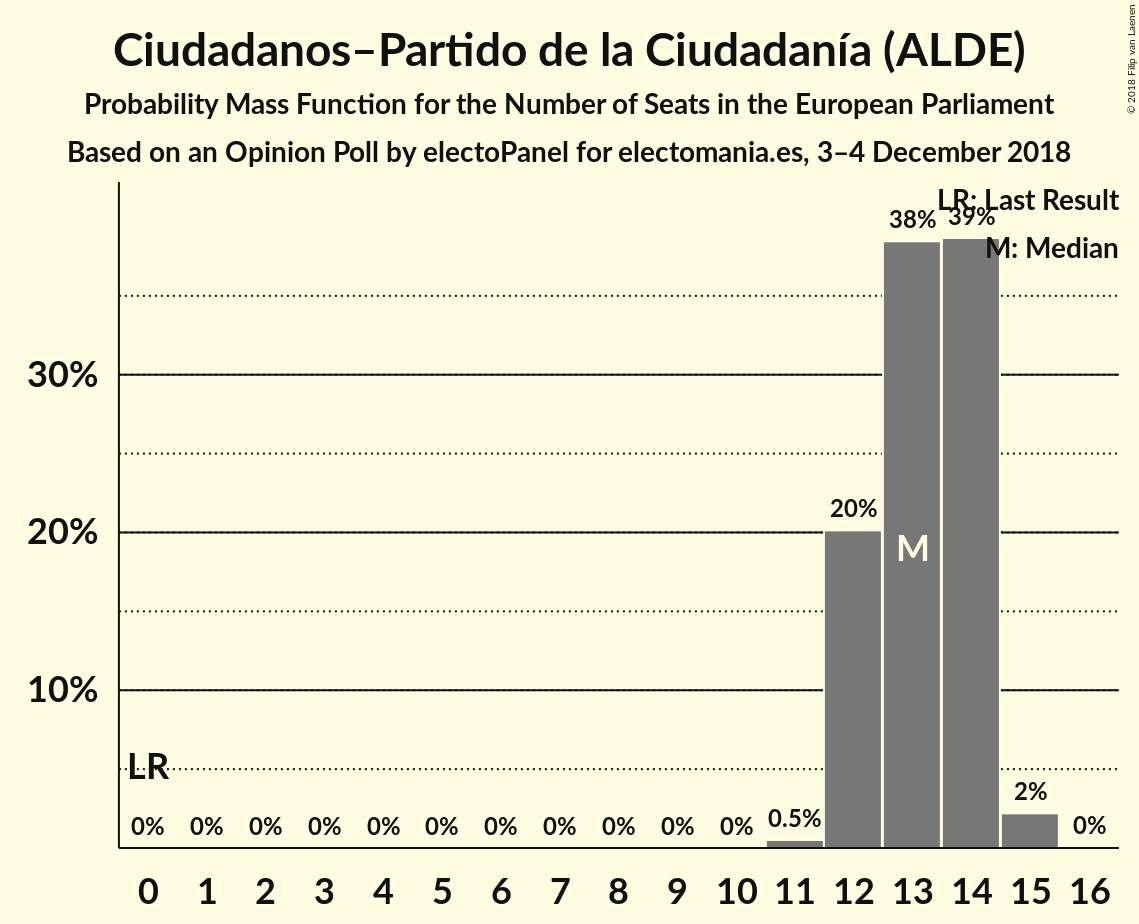 Ciudadanos–Partido de la Ciudadanía (ALDE)
Probability Mass Function for the Number of Seats in the European Parliament
Based on an Opinion Poll by electoPanel for electomania.es, 3–4 December 2018
© 2018 Filip van Laenen
LR: Last Result
M: Median
38% 39%
30%
20%
20%
M
10%
LR
2%
0% 0% 0% 0% 0% 0% 0% 0% 0% 0% 0% 0.5% 0%
0 1 2 3 4 5 6 7 8 9 10 11 12 13 14 15 16